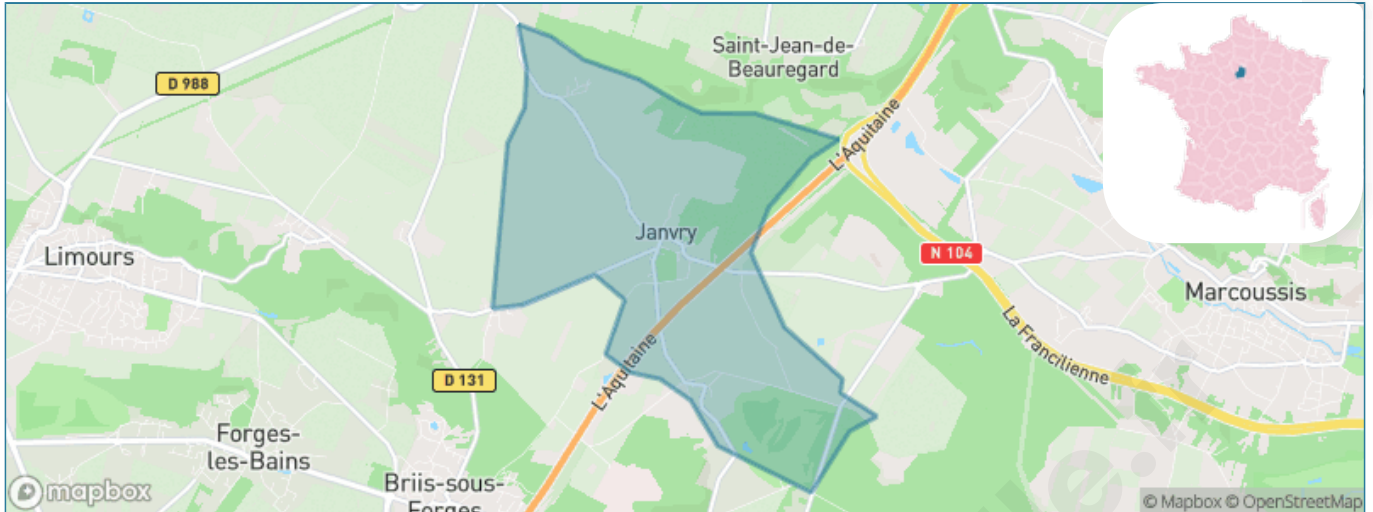 Saint-Jean-de-
Beauregard
D 988
L'Aquitaine
Janvry
Limours
N 104
Marcoussis
La Francilienne
L'Aquitaine
D 131
Forges-
les-Bains
Briis-sous-
Forges
mapbox
© Mapbox © OpenStreetMap